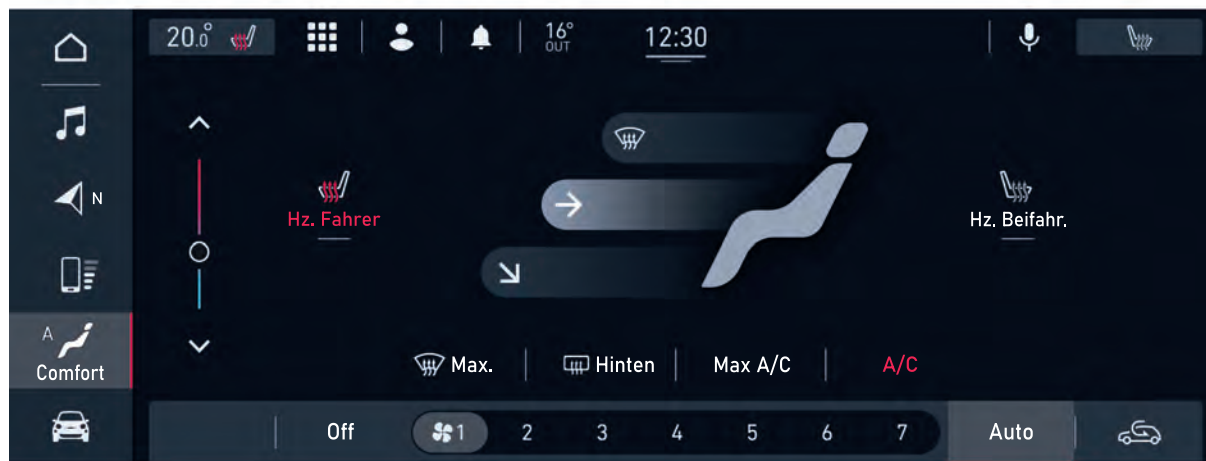 20.0° 16° 12:30
OUT
N
Hz. Fahrer Hz. Beifahr.
A
Comfort
Max. Hinten Max A/C A/C
Off 1 2 3 4 5 6 7 Auto